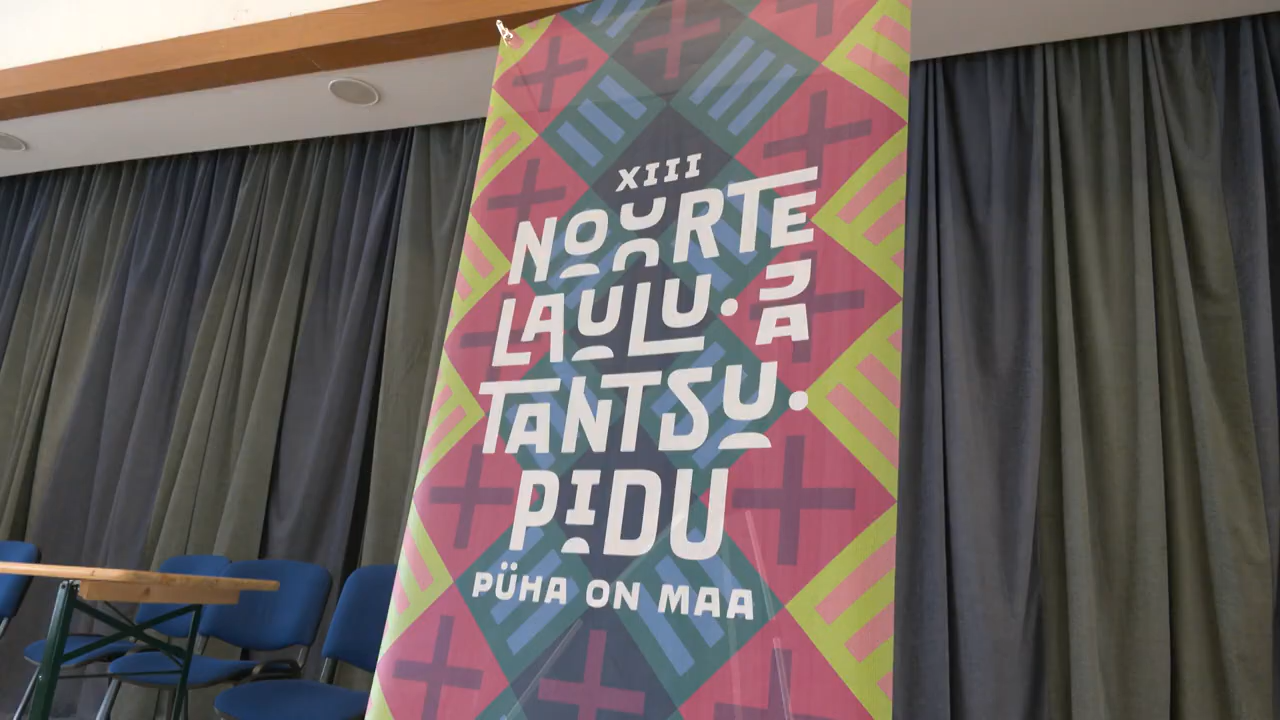 XIII
NOORTE
LAULU- JA
TANTSU-
PIDU
PÜHA ON MAA